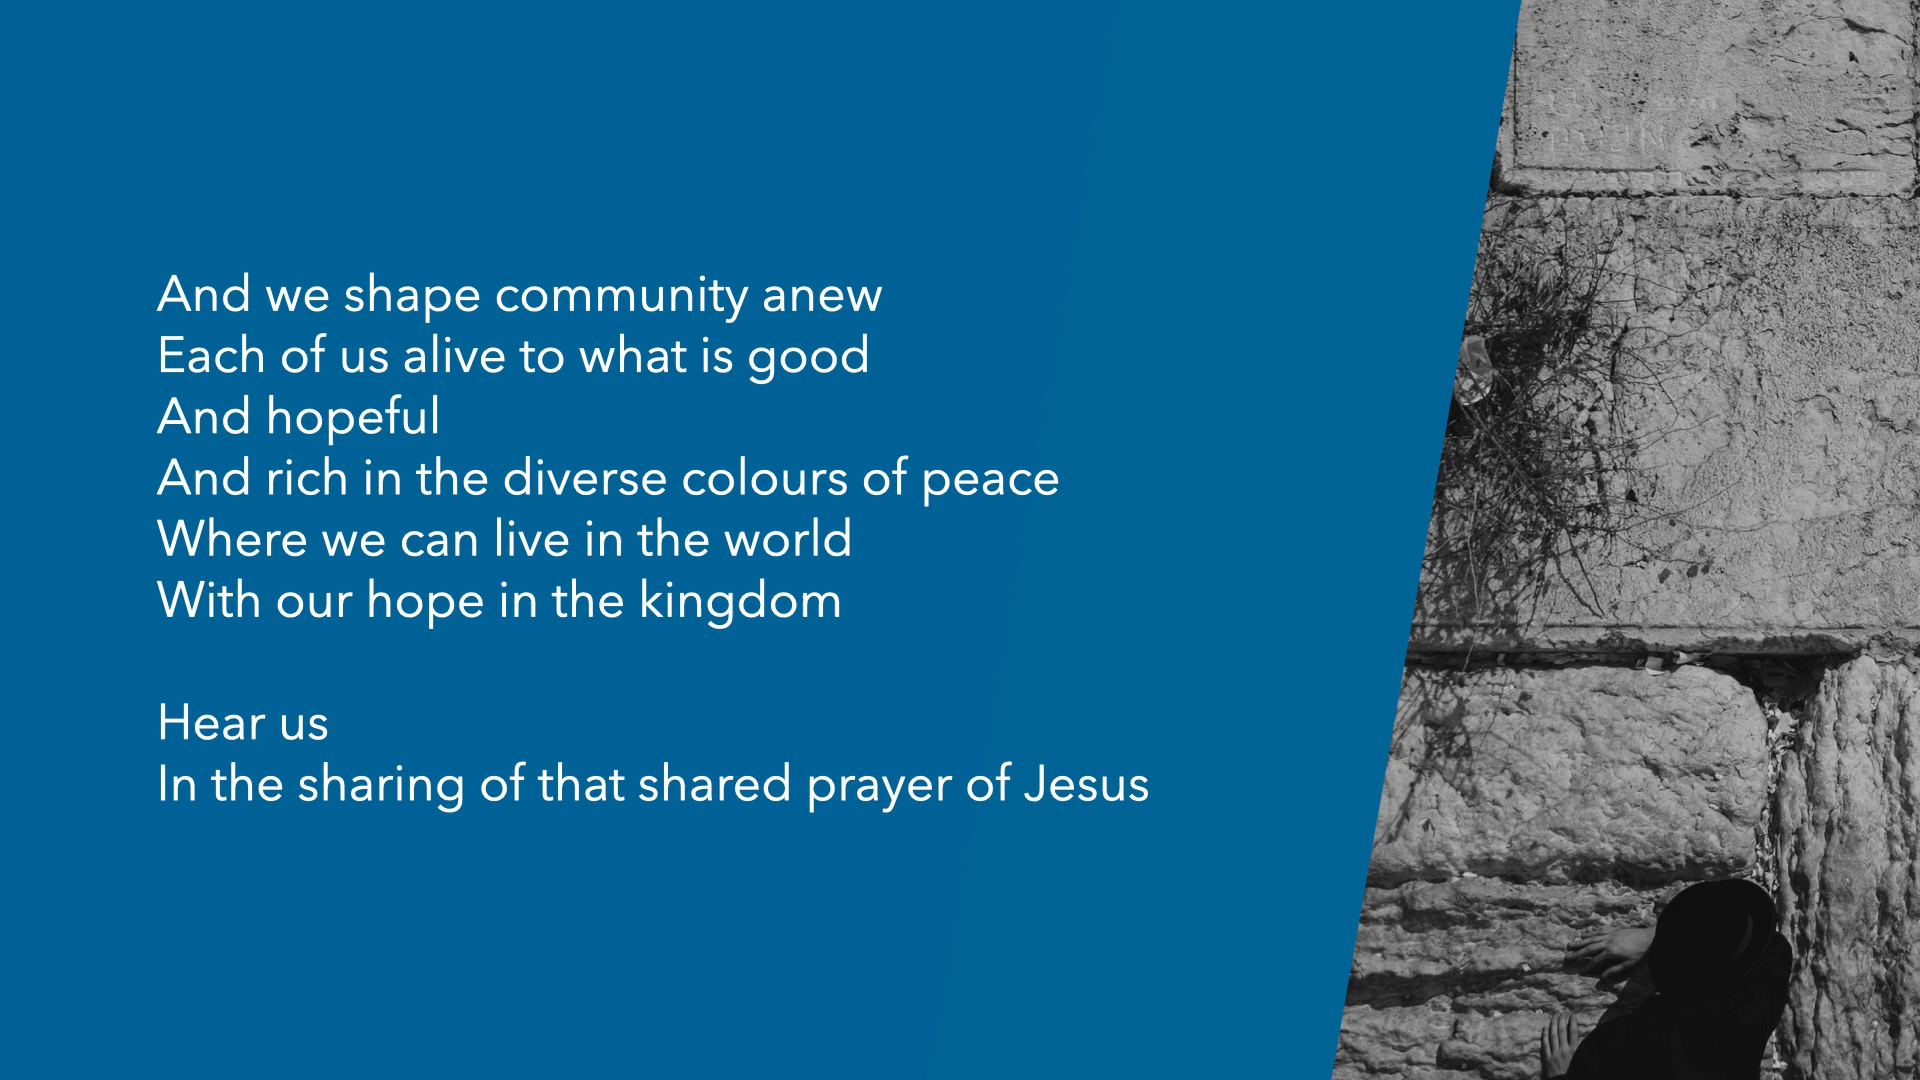 And we shape community anew
Each of us alive to what is good
And hopeful
And rich in the diverse colours of peace
Where we can live in the world
With our hope in the kingdom
Hear us
In the sharing of that shared prayer of Jesus